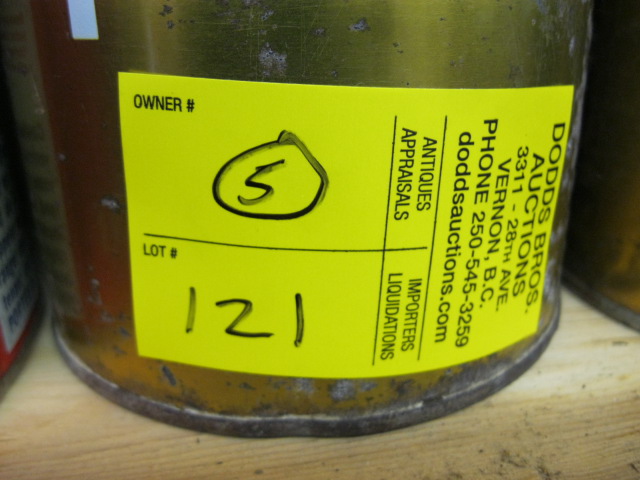 OWNER #
5
LOT #
121
ANTIQUES
APPRAISALS
IMPORTERS
LIQUIDATIONS
DODDS BROS.
AUCTIONS
3311 - 28TH AVE.
VERNON, B.C.
PHONE 250-545-3259
doddsauctions.com